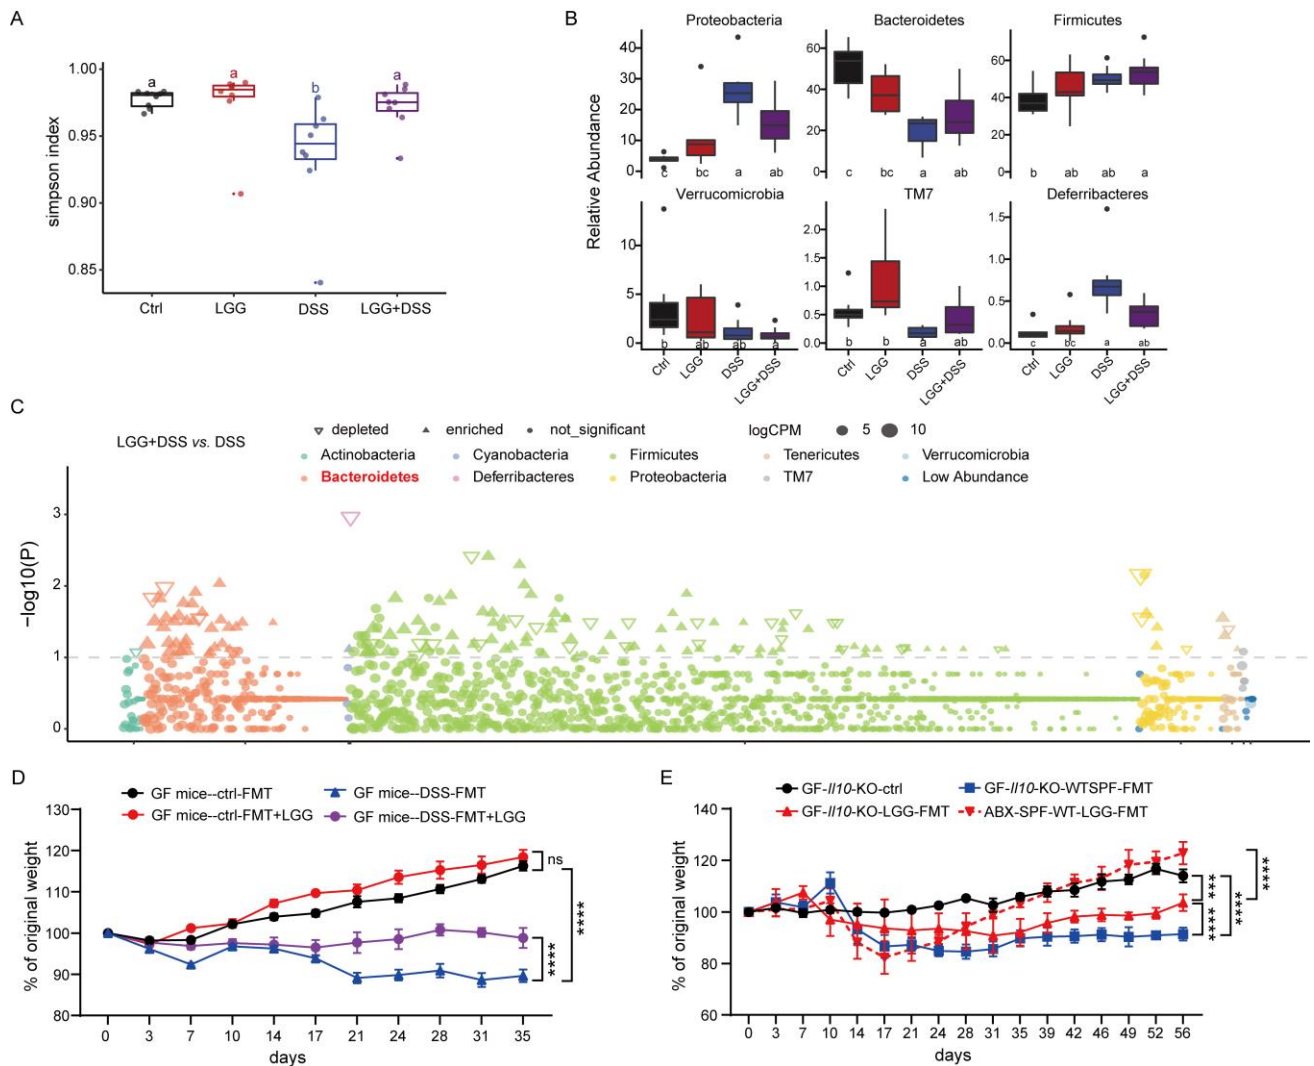 A
simpson index
1.00
0.95
0.90
0.85
a
a
b
a
Ctrl
LGG
DSS
LGG+DSS
B
Relative Abundance
Proteobacteria
Bacteroidetes
Firmicutes
40
30
20
10
0
c
bc
a
ab
60
40
20
0
c
bc
a
ab
60
40
20
0
b
ab
ab
a
Verrucomicrobia
TM7
Deferribacteres
10
5
0
b
ab
ab
a
2.0
1.5
1.0
0.5
0.0
b
b
a
ab
1.5
1.0
0.5
0.0
c
bc
a
ab
Ctrl
LGG
DSS
LGG+DSS
Ctrl
LGG
DSS
LGG+DSS
Ctrl
LGG
DSS
LGG+DSS
C
LGG+DSS vs. DSS
depleted enriched not_significant logCPM 5 10
Actinobacteria Cyanobacteria Firmicutes Tenericutes Verrucomicrobia
Bacteroidetes Deferribacteres Proteobacteria TM7 Low Abundance
−log10(P)
3
2
1
0
D
GF mice--ctrl-FMT GF mice--DSS-FMT
GF mice--ctrl-FMT+LGG GF mice--DSS-FMT+LGG
% of original weight
130
120
110
100
90
80
ns
****
****
0 3 7 10 14 17 21 24 28 31 35
days
E
GF-Il10-KO-ctrl GF-Il10-KO-WTSPF-FMT
GF-Il10-KO-LGG-FMT ABX-SPF-WT-LGG-FMT
% of original weight
140
120
100
80
60
***
****
****
****
0 3 7 10 14 17 21 24 28 31 35 39 42 46 49 52 56
days